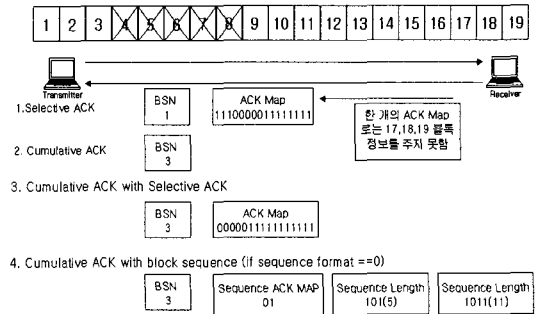 1 2 3 4 5 6 7 8 9 10 11 12 13 14 15 16 17 18 19
Transmitter
Receiver
1.Selective ACK
BSN
1
ACK Map
1110000011111111
한 개의 ACK Map
로는 17,18,19 블록
정보를 주지 못함
2. Cumulative ACK
BSN
3
3. Cumulative ACK with Selective ACK
BSN
3
ACK Map
0000011111111111
4. Cumulative ACK with block sequence (if sequence format ==0)
BSN
3
Sequence ACK MAP
01
Sequence Length
101(5)
Sequence Length
1011(11)